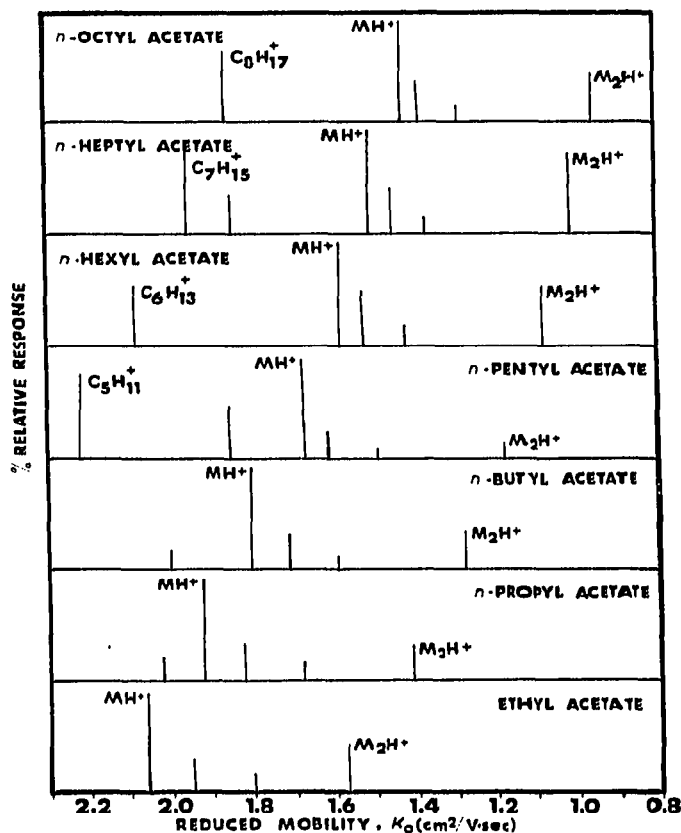 n-OCTYL ACETATE
C8H17+
MH+
M2H+
n-HEPTYL ACETATE
C7H15+
MH+
M2H+
n-HEXYL ACETATE
C6H13+
MH+
M2H+
C5H11+
MH+
n-PENTYL ACETATE
M2H+
MH+
n-BUTYL ACETATE
M2H+
MH+
n-PROPYL ACETATE
M2H+
MH+
ETHYL ACETATE
M2H+
% RELATIVE RESPONSE
2.2 2.0 1.8 1.6 1.4 1.2 1.0 0.8
REDUCED MOBILITY, K0(cm2/V·sec)